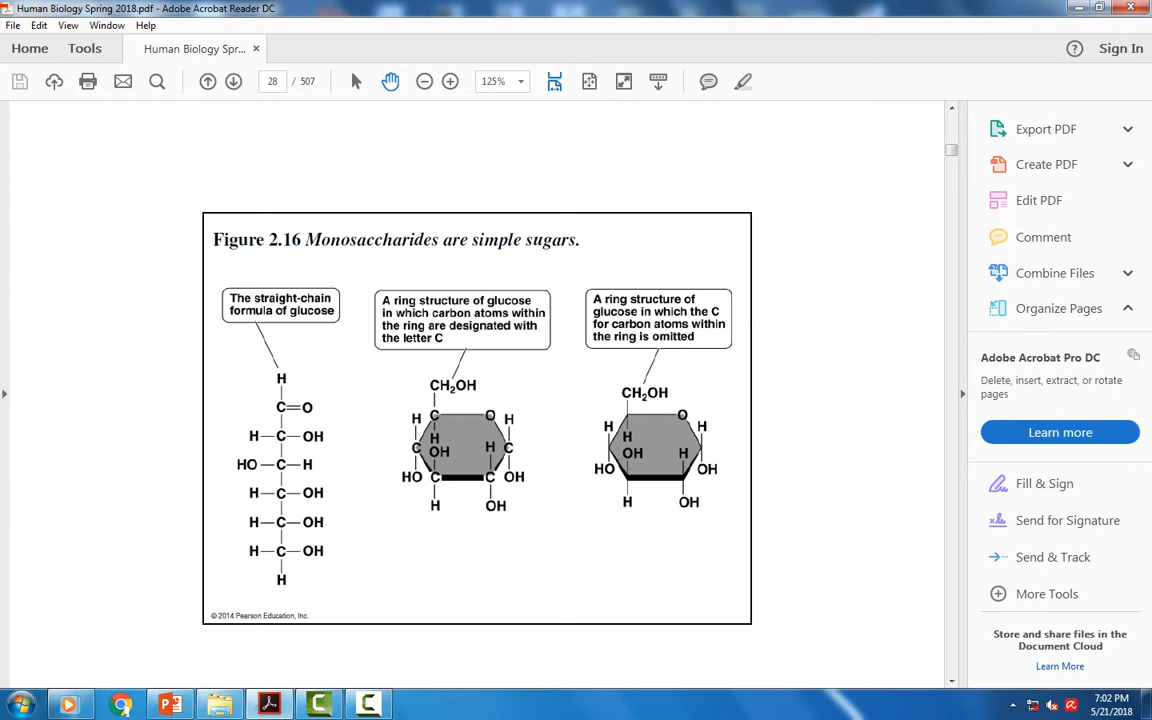 Human Biology Spring 2018.pdf - Adobe Acrobat Reader DC
File Edit View Window Help
Home Tools Human Biology Spr... × Sign In
28 / 507 125%
Figure 2.16 Monosaccharides are simple sugars.
The straight-chain
formula of glucose
A ring structure of glucose
in which carbon atoms within
the ring are designated with
the letter C
A ring structure of
glucose in which the C
for carbon atoms within
the ring is omitted
H
C=O
H–C–OH
HO–C–H
H–C–OH
H–C–OH
H–C–OH
H
CH2OH
H C O H
H
C OH H C
HO C C OH
H OH
CH2OH
O
H H H
OH H
HO OH
H OH
© 2014 Pearson Education, Inc.
Export PDF
Create PDF
Edit PDF
Comment
Combine Files
Organize Pages
Adobe Acrobat Pro DC
Delete, insert, extract, or rotate
pages
Learn more
Fill & Sign
Send for Signature
Send & Track
More Tools
Store and share files in the
Document Cloud
Learn More
7:02 PM
5/21/2018